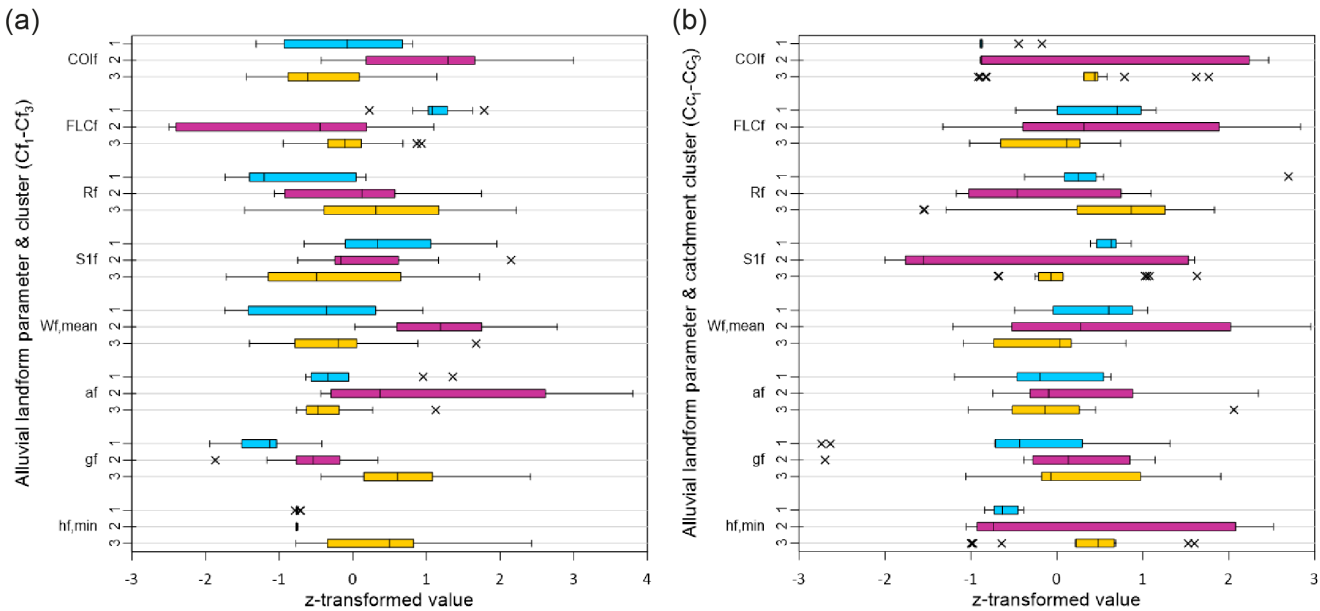 (a)
Alluvial landform parameter & cluster (Cf₁-Cf₃)
COIf
1
2
3
FLCf
1
2
3
Rf
1
2
3
S1f
1
2
3
Wf,mean
1
2
3
af
1
2
3
gf
1
2
3
hf,min
1
2
3
-3 -2 -1 0 1 2 3 4
z-transformed value
(b)
Alluvial landform parameter & catchment cluster (Cc₁-Cc₃)
COIf
1
2
3
FLCf
1
2
3
Rf
1
2
3
S1f
1
2
3
Wf,mean
1
2
3
af
1
2
3
gf
1
2
3
hf,min
1
2
3
-3 -2 -1 0 1 2 3
z-transformed value